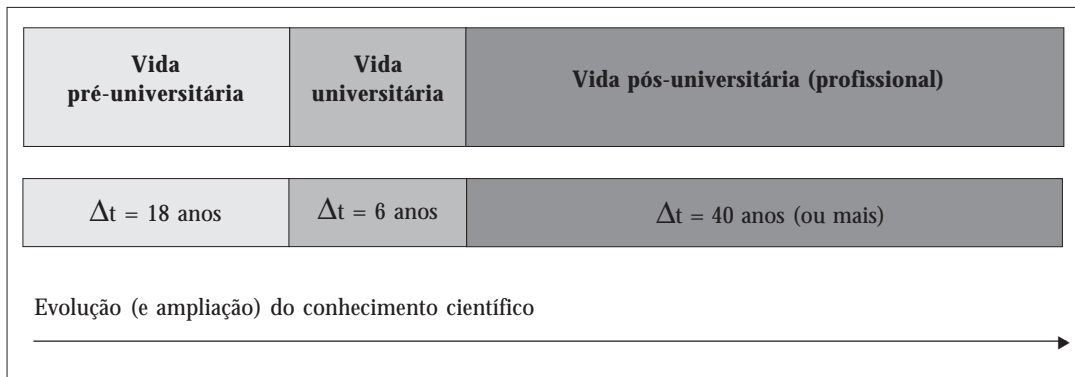 Vida
pré-universitária
Vida
universitária
Vida pós-universitária (profissional)
Δt = 18 anos
Δt = 6 anos
Δt = 40 anos (ou mais)
Evolução (e ampliação) do conhecimento científico